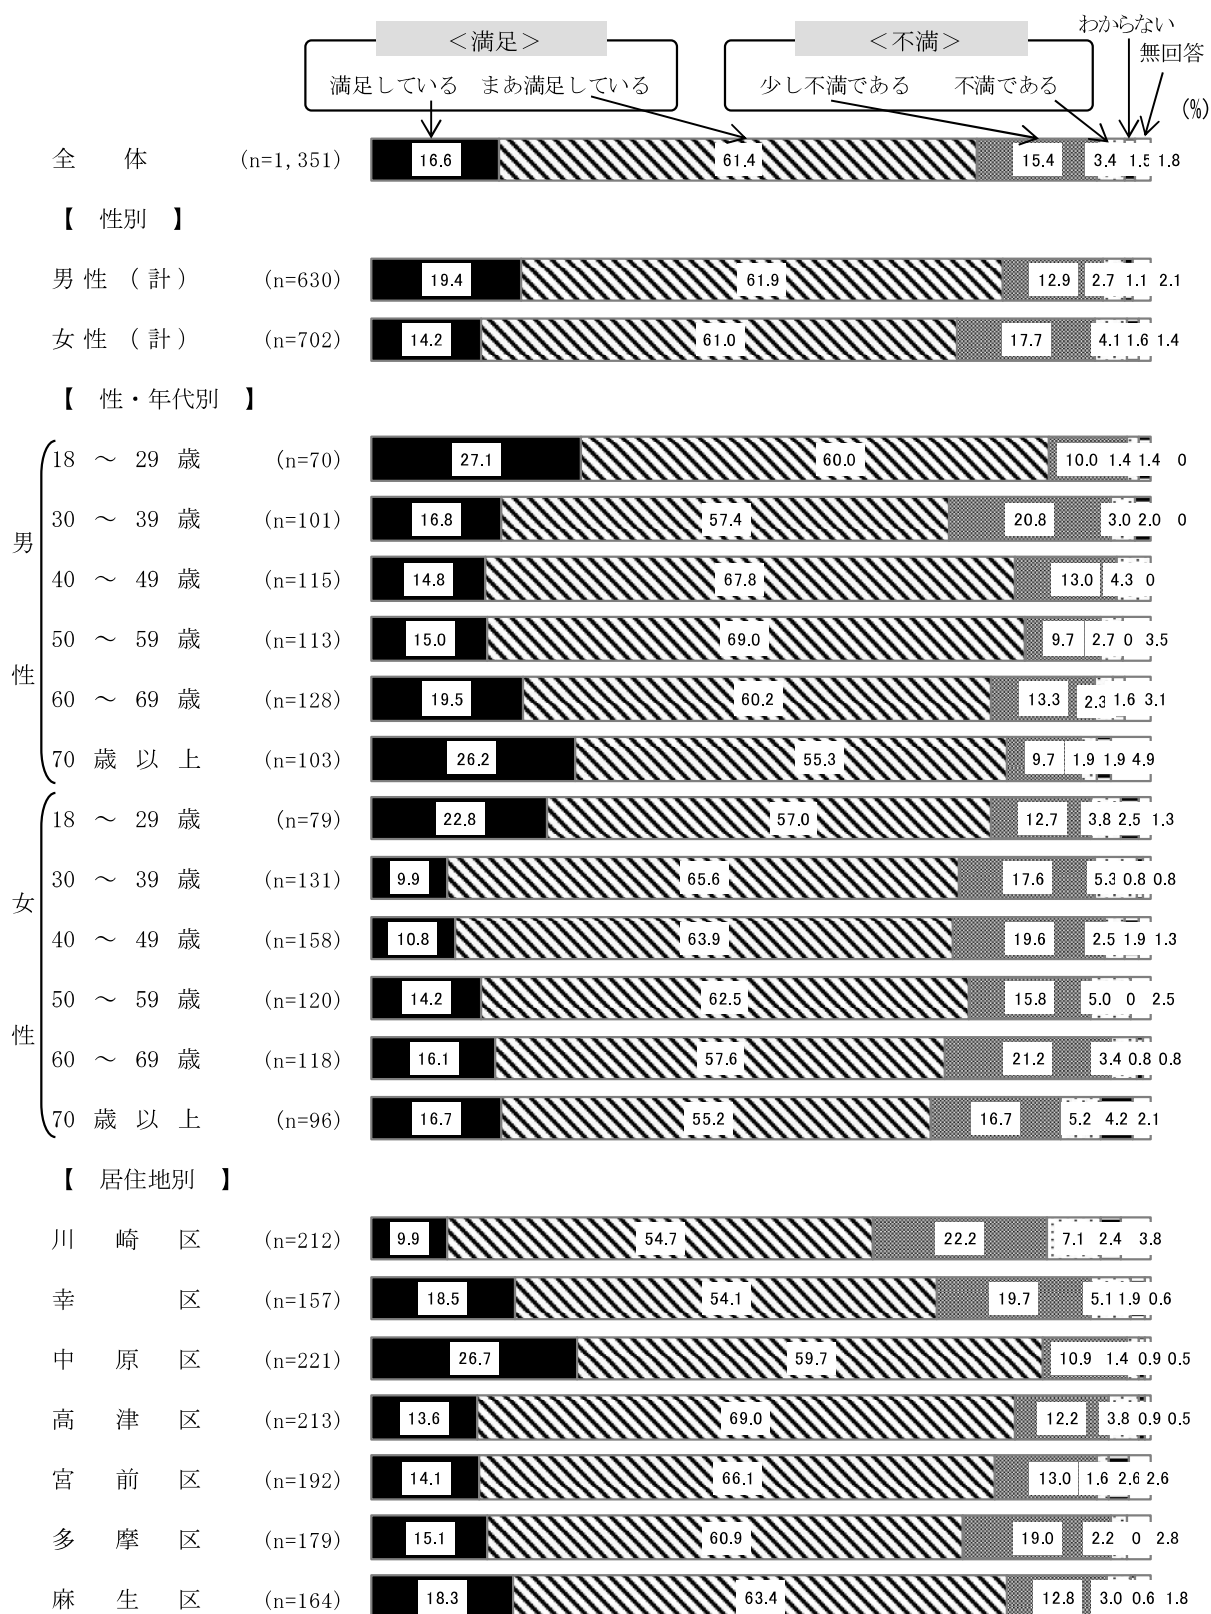 わからない
＜満足＞ ＜不満＞ 無回答
満足している まあ満足している 少し不満である 不満である
(%)
全体 (n=1,351) 16.6 61.4 15.4 3.4 1.5 1.8
【 性別 】
男性（計） (n=630) 19.4 61.9 12.9 2.7 1.1 2.1
女性（計） (n=702) 14.2 61.0 17.7 4.1 1.6 1.4
【 性・年代別 】
男性
18 ～ 29 歳 (n=70) 27.1 60.0 10.0 1.4 1.4 0
30 ～ 39 歳 (n=101) 16.8 57.4 20.8 3.0 2.0 0
40 ～ 49 歳 (n=115) 14.8 67.8 13.0 4.3 0
50 ～ 59 歳 (n=113) 15.0 69.0 9.7 2.7 0 3.5
60 ～ 69 歳 (n=128) 19.5 60.2 13.3 2.3 1.6 3.1
70 歳以上 (n=103) 26.2 55.3 9.7 1.9 1.9 4.9
女性
18 ～ 29 歳 (n=79) 22.8 57.0 12.7 3.8 2.5 1.3
30 ～ 39 歳 (n=131) 9.9 65.6 17.6 5.3 0.8 0.8
40 ～ 49 歳 (n=158) 10.8 63.9 19.6 2.5 1.9 1.3
50 ～ 59 歳 (n=120) 14.2 62.5 15.8 5.0 0 2.5
60 ～ 69 歳 (n=118) 16.1 57.6 21.2 3.4 0.8 0.8
70 歳以上 (n=96) 16.7 55.2 16.7 5.2 4.2 2.1
【 居住地別 】
川崎区 (n=212) 9.9 54.7 22.2 7.1 2.4 3.8
幸区 (n=157) 18.5 54.1 19.7 5.1 1.9 0.6
中原区 (n=221) 26.7 59.7 10.9 1.4 0.9 0.5
高津区 (n=213) 13.6 69.0 12.2 3.8 0.9 0.5
宮前区 (n=192) 14.1 66.1 13.0 1.6 2.6 2.6
多摩区 (n=179) 15.1 60.9 19.0 2.2 0 2.8
麻生区 (n=164) 18.3 63.4 12.8 3.0 0.6 1.8